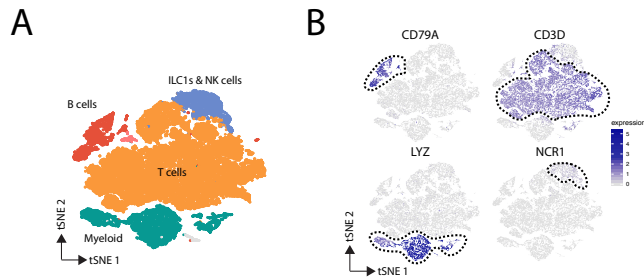 A
ILC1s & NK cells
B cells
T cells
Myeloid
tSNE 2
tSNE 1
B
CD79A
CD3D
LYZ
NCR1
expression
5
4
3
2
1
0
tSNE 2
tSNE 1